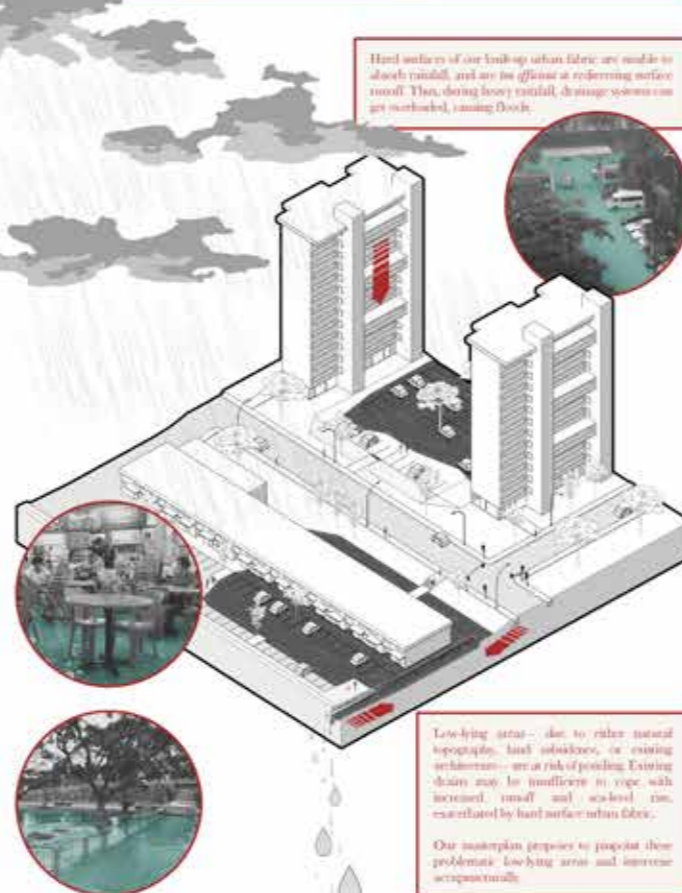 Hard surfaces of our built-up urban fabric are unable to
absorb rainfall, and are too efficient at redirecting surface
runoff. Thus, during heavy rainfall, drainage systems can
get overloaded, causing floods.
Low-lying areas— due to either natural
topography, land subsidence, or existing
architecture— are at risk of ponding. Existing
drains may be insufficient to cope with
increased runoff and sea-level rise,
exacerbated by hard surface urban fabric.
Our masterplan proposes to pinpoint these
problematic low-lying areas and intervene
acupuncturally.